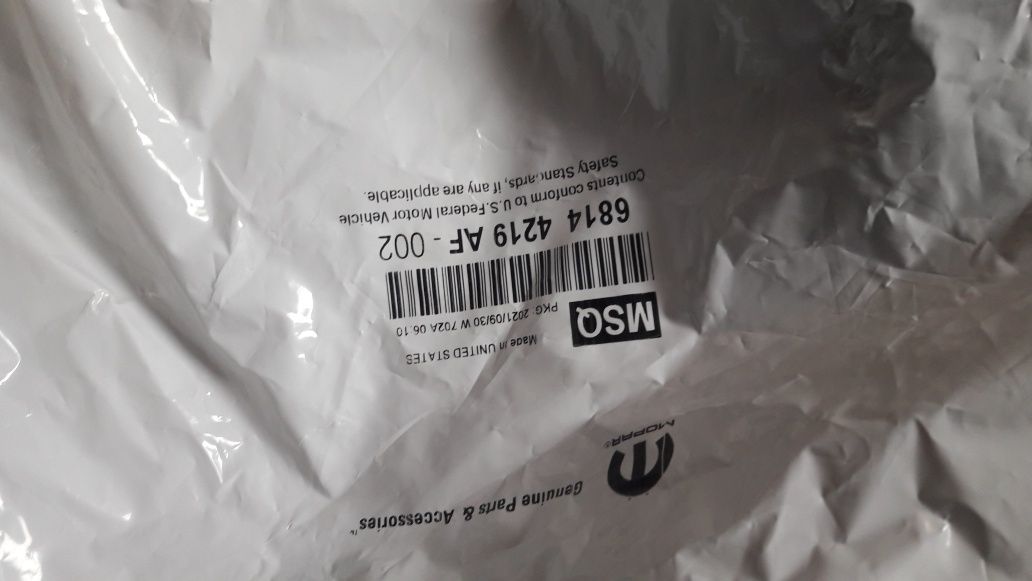 MOPAR®
Genuine Parts & Accessories™
Made in UNITED STATES
MSQ
PKG: 2021/09/30 W 702A 06.10
6814 4219 AF - 002
Contents conform to U.S.Federal Motor Vehicle
Safety Standards, if any are applicable.